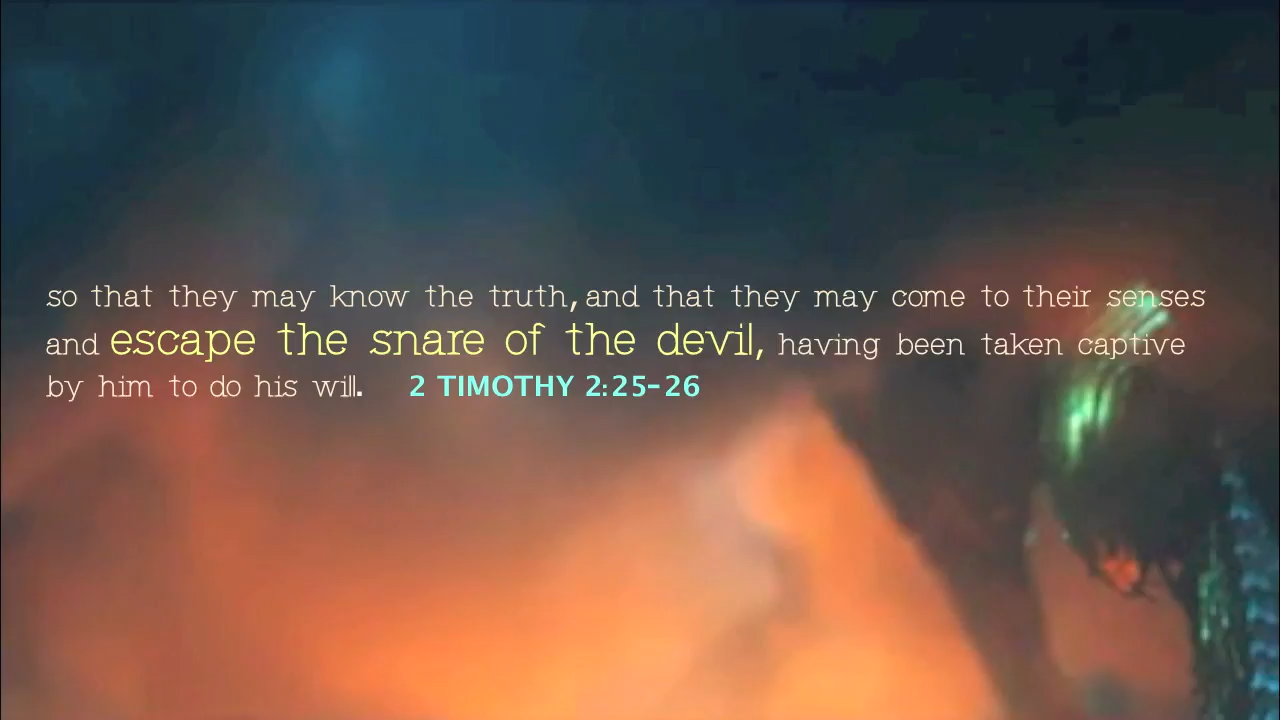 so that they may know the truth, and that they may come to their senses
and escape the snare of the devil, having been taken captive
by him to do his will. 2 TIMOTHY 2:25-26